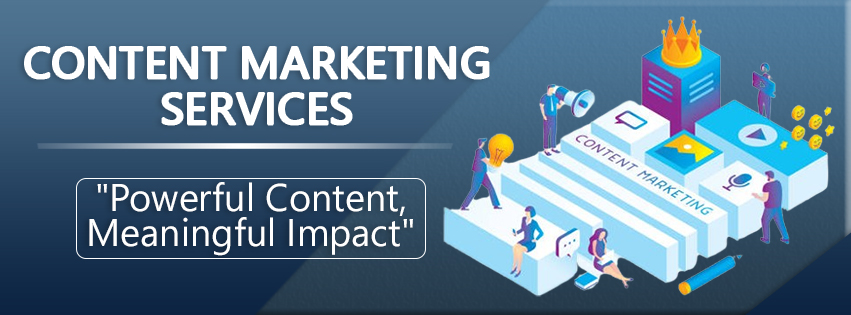 CONTENT MARKETING
SERVICES
"Powerful Content,
Meaningful Impact"
CONTENT MARKETING